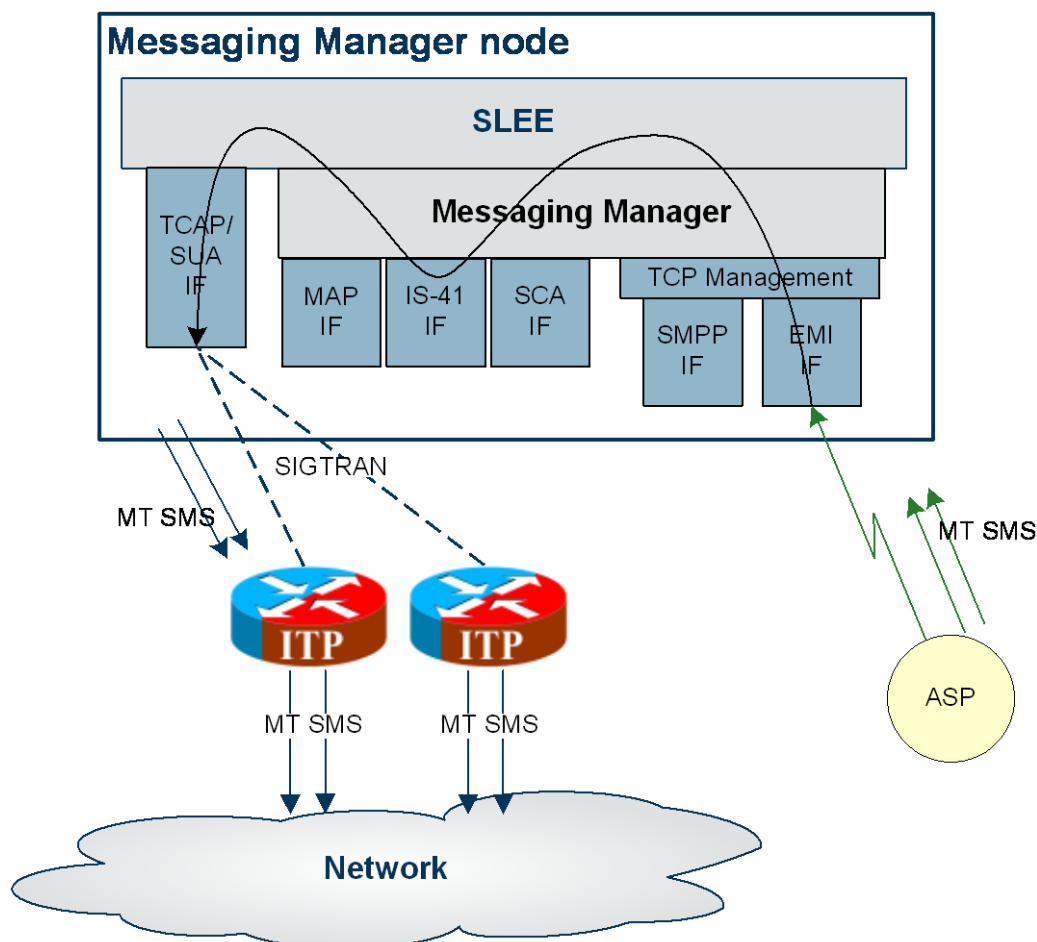 Messaging Manager node
SLEE
Messaging Manager
TCAP/
SUA
IF
MAP
IF
IS-41
IF
SCA
IF
TCP Management
SMPP
IF
EMI
IF
SIGTRAN
MT SMS
MT SMS
ITP
ITP
MT SMS
MT SMS
ASP
Network